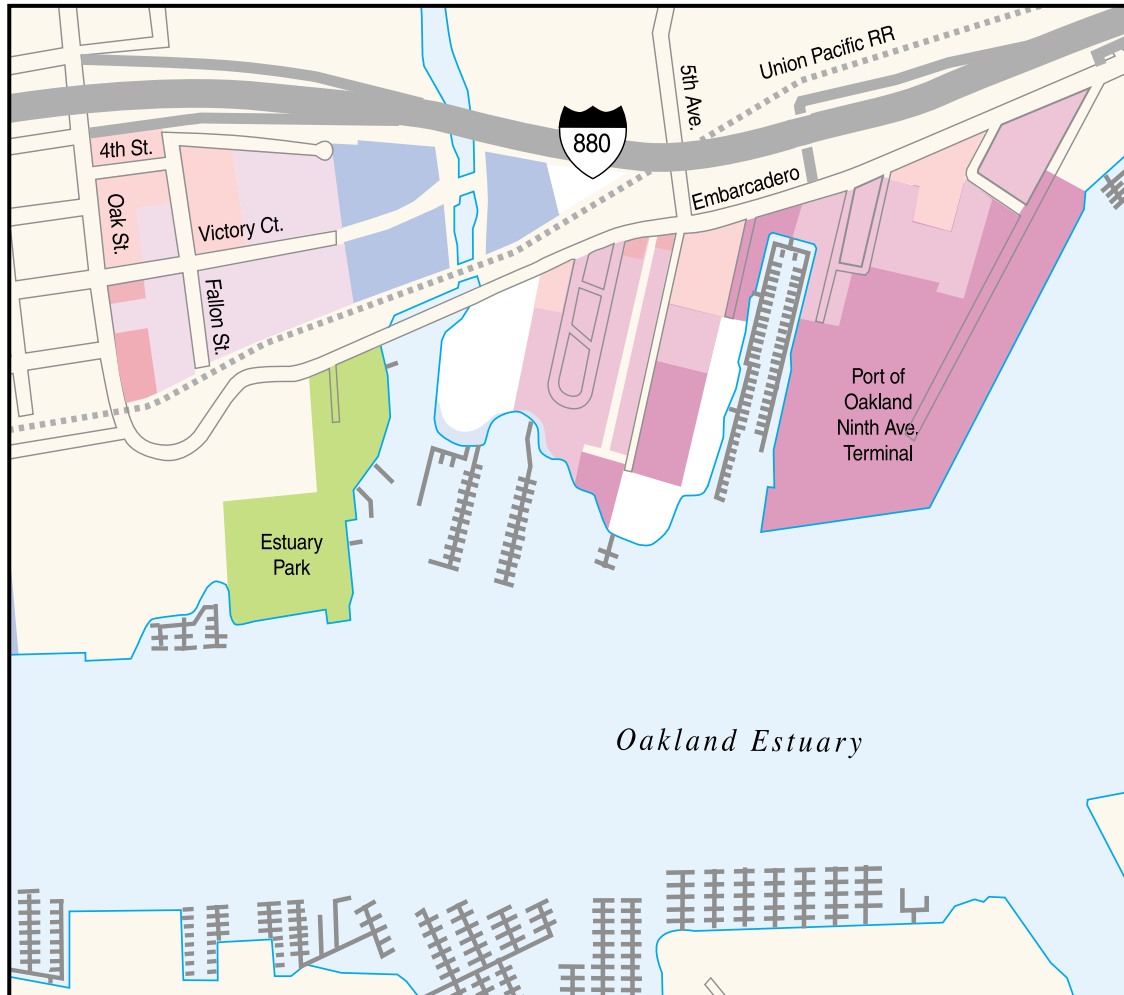 Union Pacific RR
5th Ave.
880
4th St.
Embarcadero
Oak St.
Victory Ct.
Fallon St.
Port of
Oakland
Ninth Ave.
Terminal
Estuary
Park
Oakland Estuary